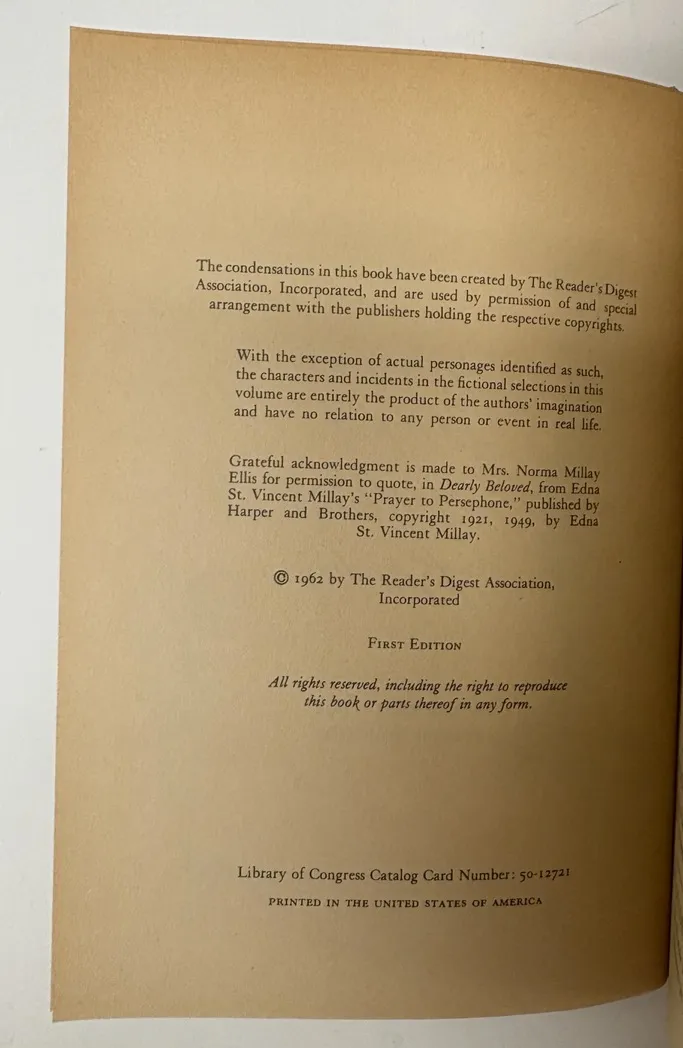 The condensations in this book have been created by The Reader's Digest
Association, Incorporated, and are used by permission of and special
arrangement with the publishers holding the respective copyrights.
With the exception of actual personages identified as such,
the characters and incidents in the fictional selections in this
volume are entirely the product of the authors' imagination
and have no relation to any person or event in real life.
Grateful acknowledgment is made to Mrs. Norma Millay
Ellis for permission to quote, in Dearly Beloved, from Edna
St. Vincent Millay's "Prayer to Persephone," published by
Harper and Brothers, copyright 1921, 1949, by Edna
St. Vincent Millay.
© 1962 by The Reader's Digest Association,
Incorporated
First Edition
All rights reserved, including the right to reproduce
this book or parts thereof in any form.
Library of Congress Catalog Card Number: 50-12721
PRINTED IN THE UNITED STATES OF AMERICA